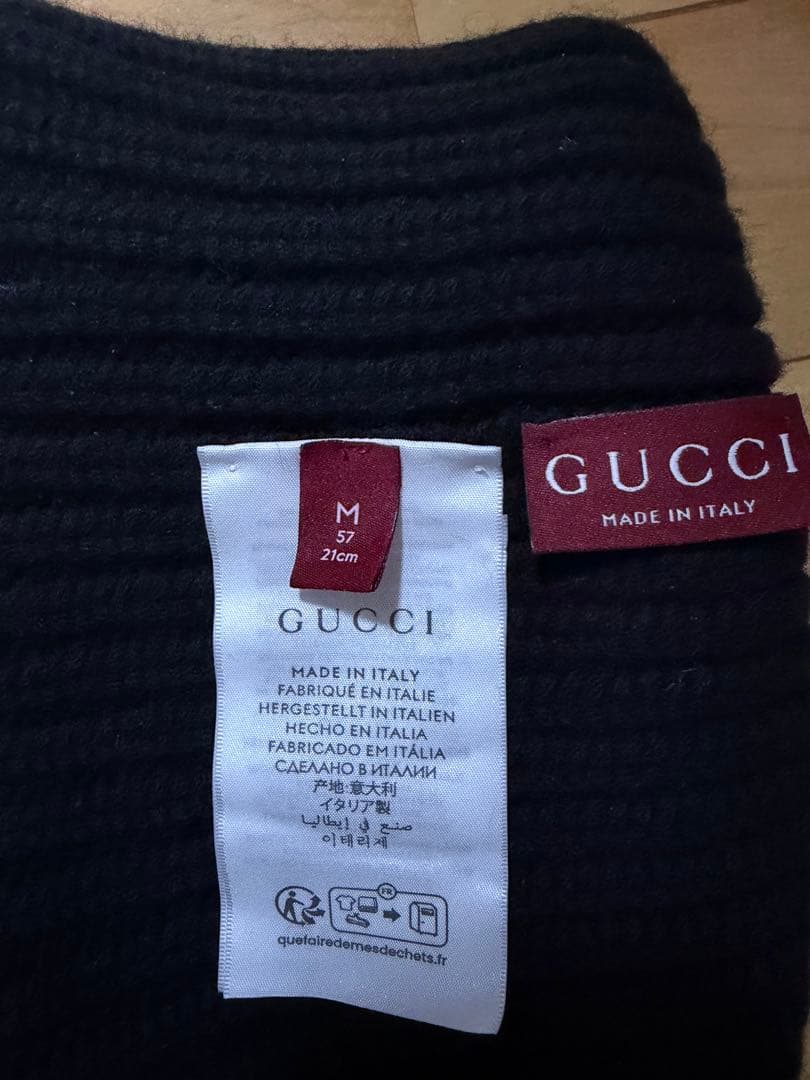 M
57
21cm
GUCCI
MADE IN ITALY
GUCCI
MADE IN ITALY
FABRIQUÉ EN ITALIE
HERGESTELLT IN ITALIEN
HECHO EN ITALIA
FABRICADO EM ITÁLIA
СДЕЛАНО В ИТАЛИИ
产地:意大利
イタリア製
صنع في إيطاليا
이태리제
FR
quefairedemesdechets.fr